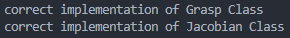 correct implementation of Grasp Class
correct implementation of Jacobian Class